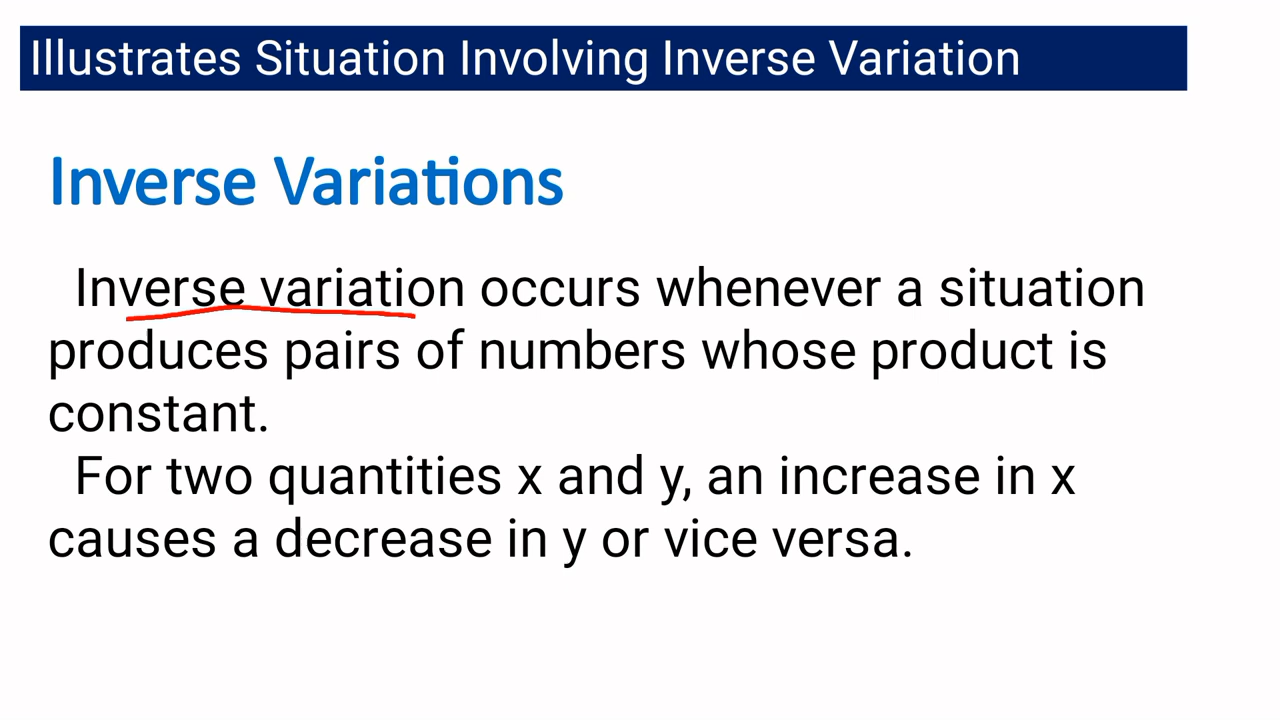 Illustrates Situation Involving Inverse Variation
Inverse Variations
Inverse variation occurs whenever a situation
produces pairs of numbers whose product is
constant.
For two quantities x and y, an increase in x
causes a decrease in y or vice versa.